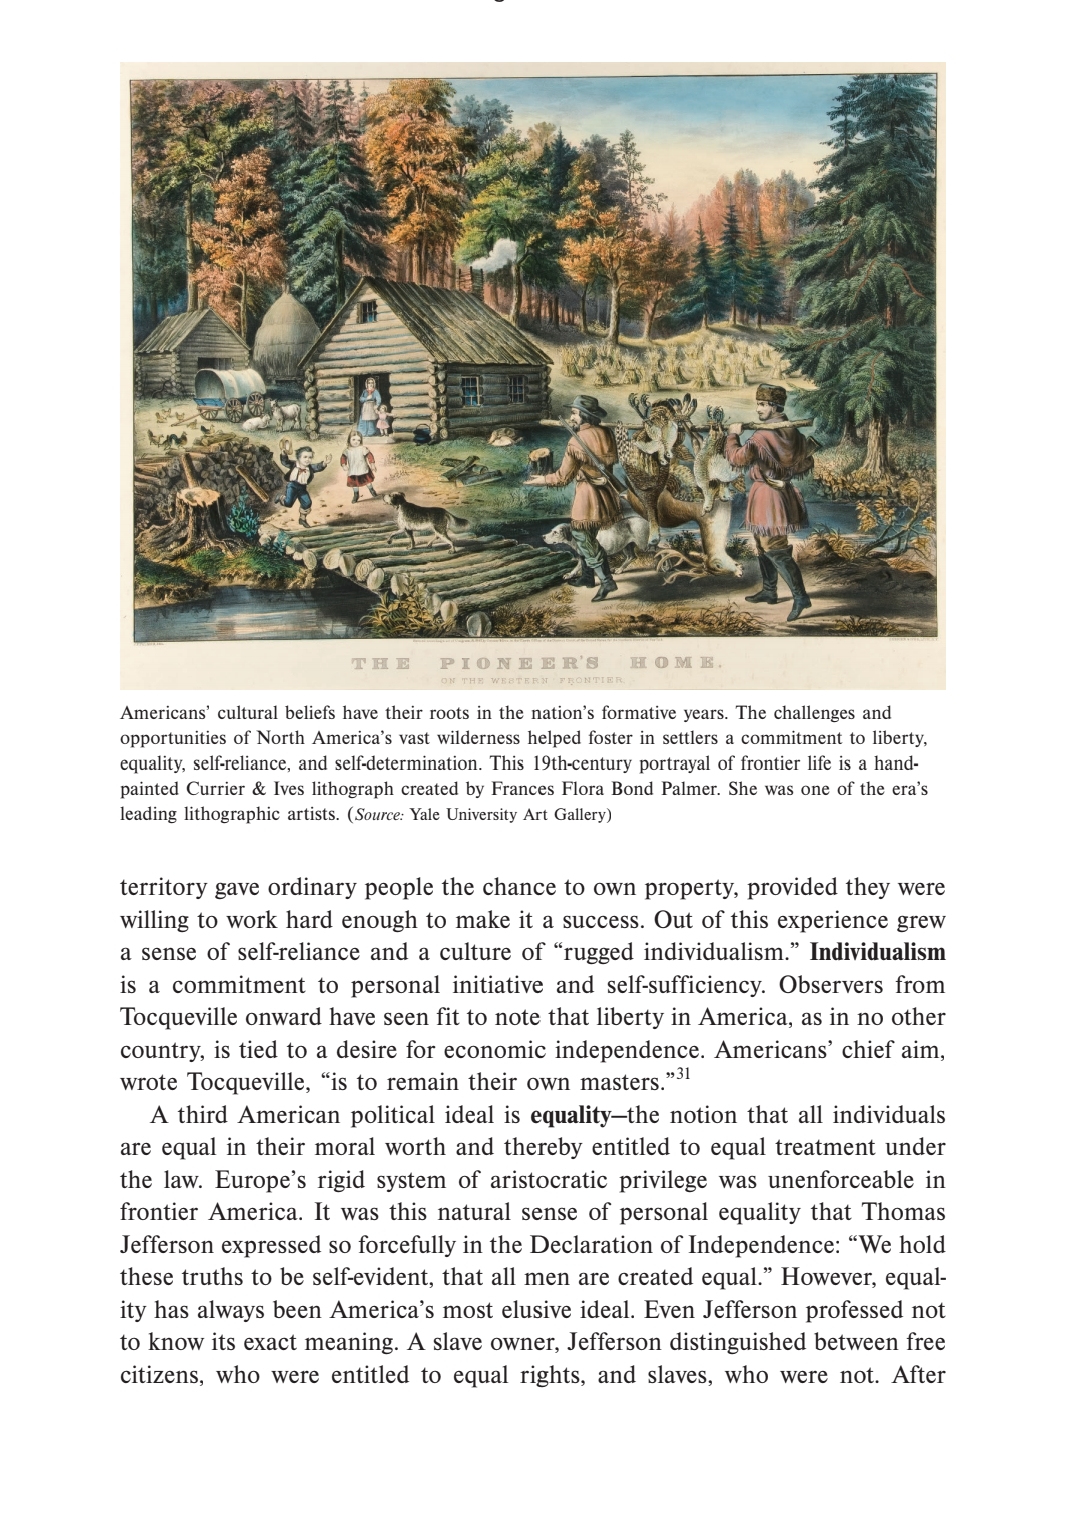 THE PIONEER'S HOME.
ON THE WESTERN FRONTIER.
Americans’ cultural beliefs have their roots in the nation’s formative years. The challenges and
opportunities of North America’s vast wilderness helped foster in settlers a commitment to liberty,
equality, self-reliance, and self-determination. This 19th-century portrayal of frontier life is a hand-
painted Currier & Ives lithograph created by Frances Flora Bond Palmer. She was one of the era’s
leading lithographic artists. (Source: Yale University Art Gallery)
territory gave ordinary people the chance to own property, provided they were
willing to work hard enough to make it a success. Out of this experience grew
a sense of self-reliance and a culture of “rugged individualism.” Individualism
is a commitment to personal initiative and self-sufficiency. Observers from
Tocqueville onward have seen fit to note that liberty in America, as in no other
country, is tied to a desire for economic independence. Americans’ chief aim,
wrote Tocqueville, “is to remain their own masters.”31
A third American political ideal is equality—the notion that all individuals
are equal in their moral worth and thereby entitled to equal treatment under
the law. Europe’s rigid system of aristocratic privilege was unenforceable in
frontier America. It was this natural sense of personal equality that Thomas
Jefferson expressed so forcefully in the Declaration of Independence: “We hold
these truths to be self-evident, that all men are created equal.” However, equal-
ity has always been America’s most elusive ideal. Even Jefferson professed not
to know its exact meaning. A slave owner, Jefferson distinguished between free
citizens, who were entitled to equal rights, and slaves, who were not. After